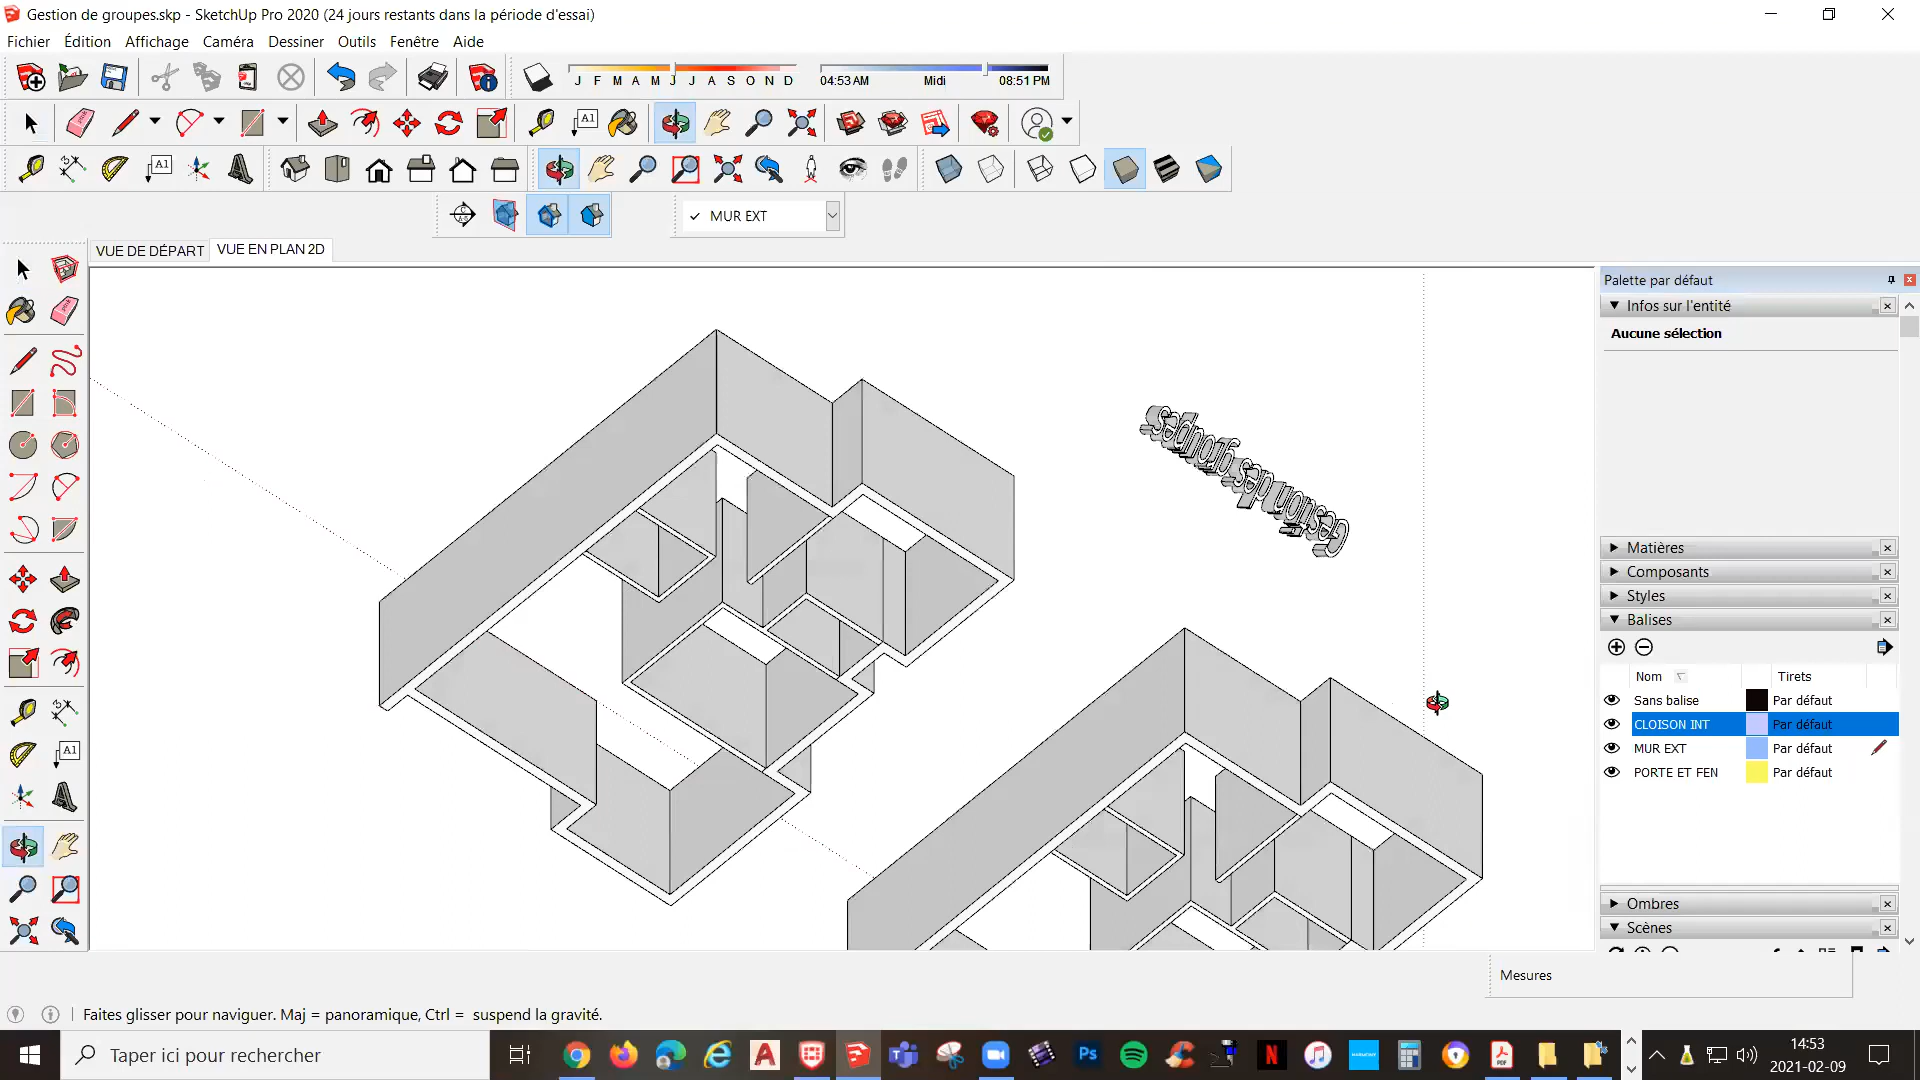 Gestion de groupes.skp - SketchUp Pro 2020 (24 jours restants dans la période d'essai)
Fichier Édition Affichage Caméra Dessiner Outils Fenêtre Aide
J F M A M J J A S O N D 04:53 AM Midi 08:51 PM
A1
A1
MUR EXT
VUE DE DÉPART VUE EN PLAN 2D
Palette par défaut
Infos sur l'entité
Aucune sélection
Gestion des groupes
Matières
Composants
Styles
Balises
Nom Tirets
Sans balise Par défaut
CLOISON INT Par défaut
MUR EXT Par défaut
PORTE ET FEN Par défaut
A1
Ombres
Scènes
Mesures
Faites glisser pour naviguer. Maj = panoramique, Ctrl = suspend la gravité.
Taper ici pour rechercher
Ps
N
14:53
2021-02-09